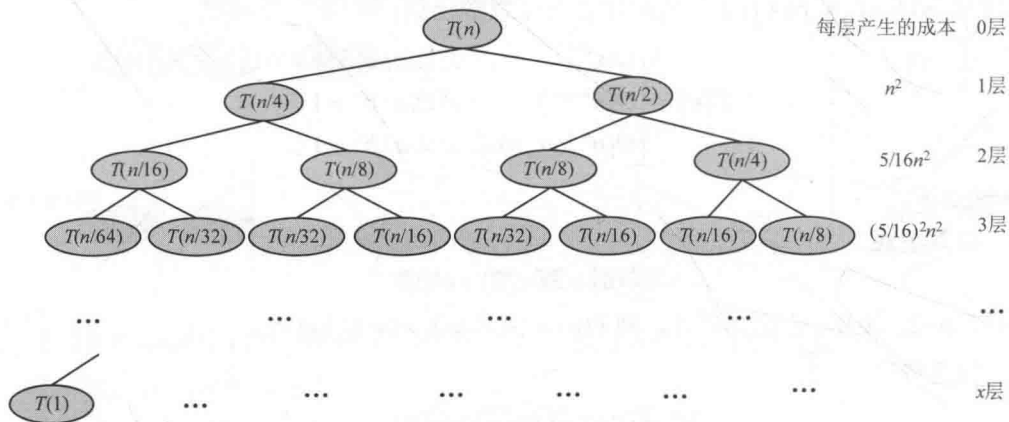 T(n) 每层产生的成本 0层
T(n/4) T(n/2) n² 1层
T(n/16) T(n/8) T(n/8) T(n/4) 5/16n² 2层
T(n/64) T(n/32) T(n/32) T(n/16) T(n/32) T(n/16) T(n/16) T(n/8) (5/16)²n² 3层
... ... ... ... ...
T(1) ... ... ... ... ... ... x层